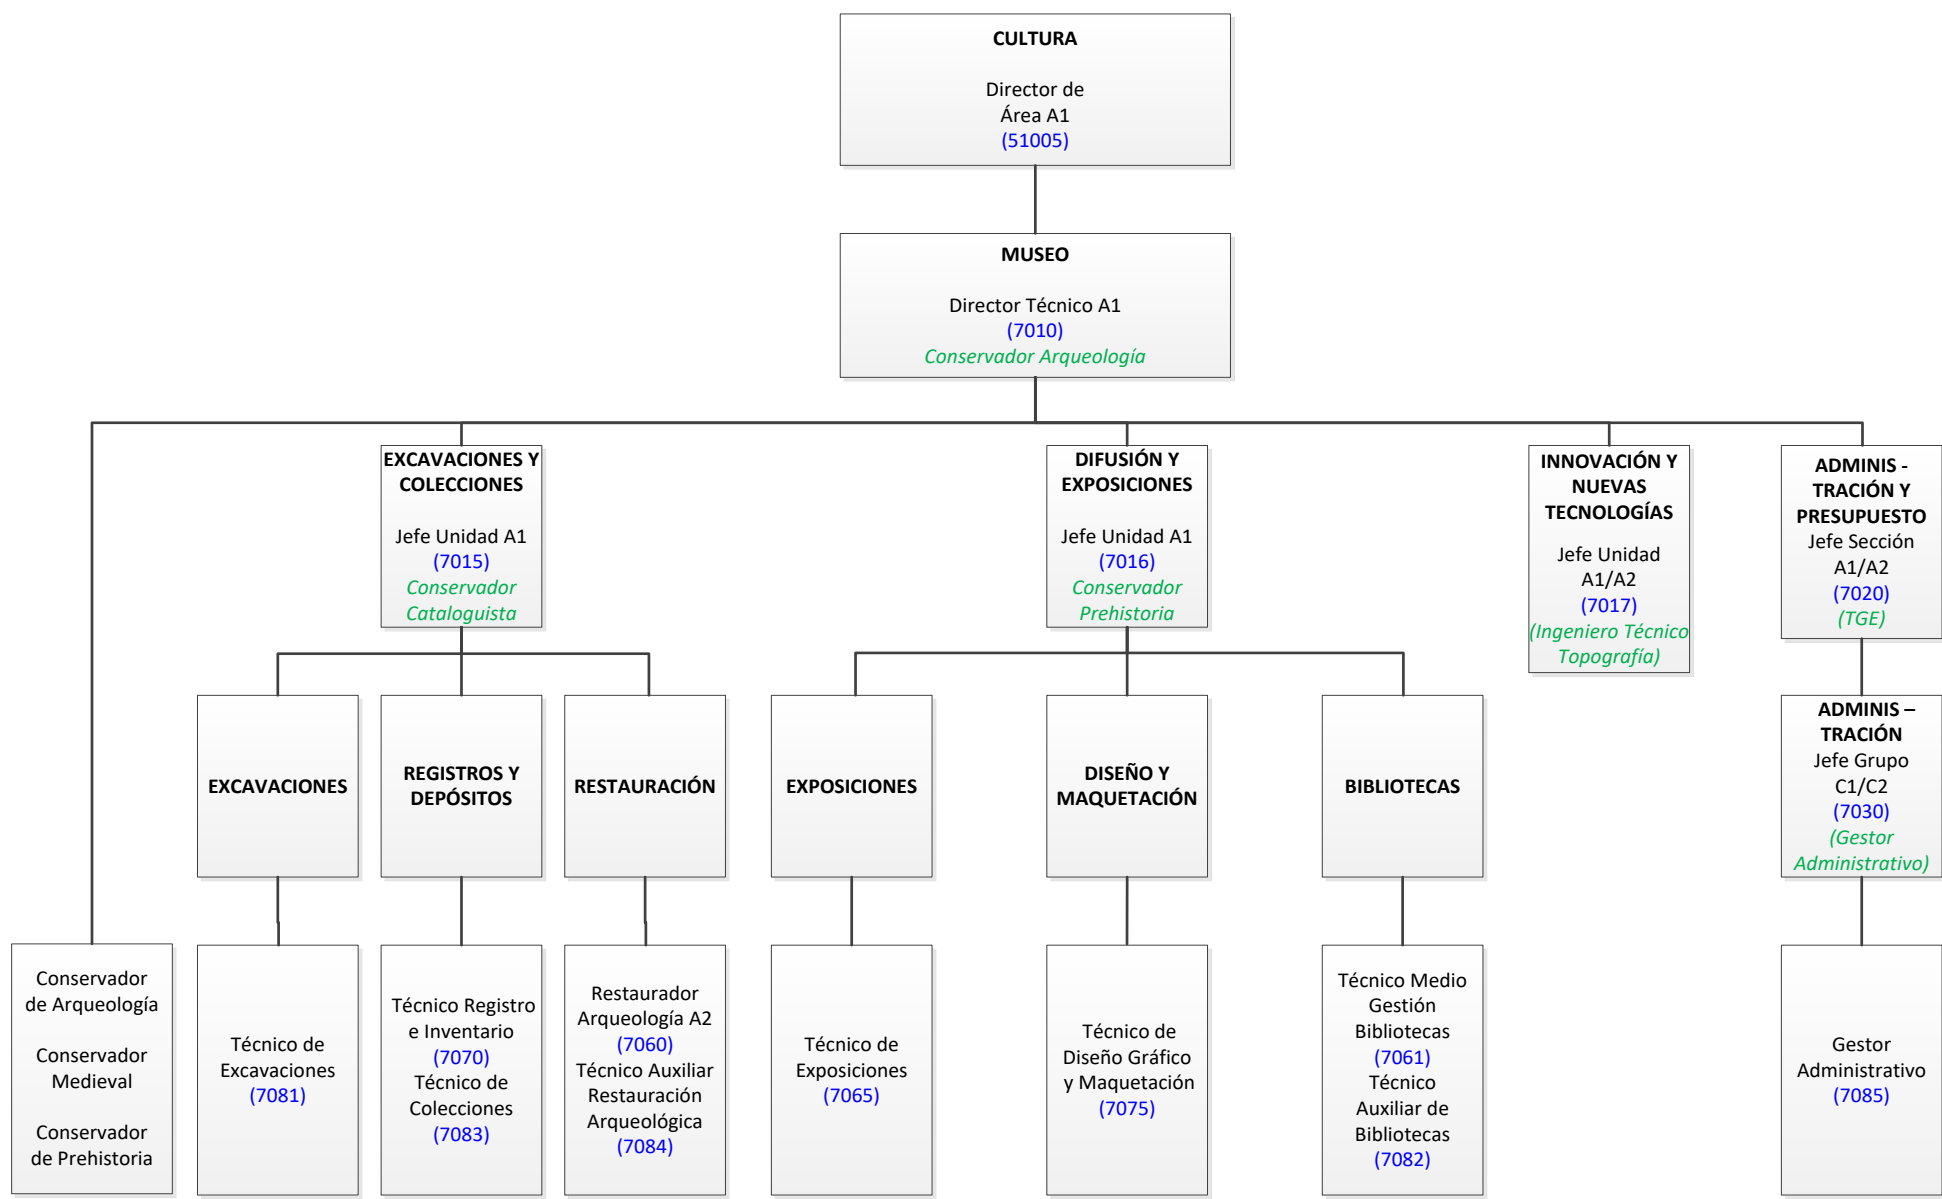 CULTURA
Director de
Área A1
(51005)
MUSEO
Director Técnico A1
(7010)
Conservador Arqueología
EXCAVACIONES Y
COLECCIONES
Jefe Unidad A1
(7015)
Conservador
Cataloguista
DIFUSIÓN Y
EXPOSICIONES
Jefe Unidad A1
(7016)
Conservador
Prehistoria
INNOVACIÓN Y
NUEVAS
TECNOLOGÍAS
Jefe Unidad
A1/A2
(7017)
(Ingeniero Técnico
Topografía)
ADMINIS -
TRACIÓN Y
PRESUPUESTO
Jefe Sección
A1/A2
(7020)
(TGE)
EXCAVACIONES
REGISTROS Y
DEPÓSITOS
RESTAURACIÓN
EXPOSICIONES
DISEÑO Y
MAQUETACIÓN
BIBLIOTECAS
ADMINIS –
TRACIÓN
Jefe Grupo
C1/C2
(7030)
(Gestor
Administrativo)
Conservador
de Arqueología
Conservador
Medieval
Conservador
de Prehistoria
Técnico de
Excavaciones
(7081)
Técnico Registro
e Inventario
(7070)
Técnico de
Colecciones
(7083)
Restaurador
Arqueología A2
(7060)
Técnico Auxiliar
Restauración
Arqueológica
(7084)
Técnico de
Exposiciones
(7065)
Técnico de
Diseño Gráfico
y Maquetación
(7075)
Técnico Medio
Gestión
Bibliotecas
(7061)
Técnico
Auxiliar de
Bibliotecas
(7082)
Gestor
Administrativo
(7085)